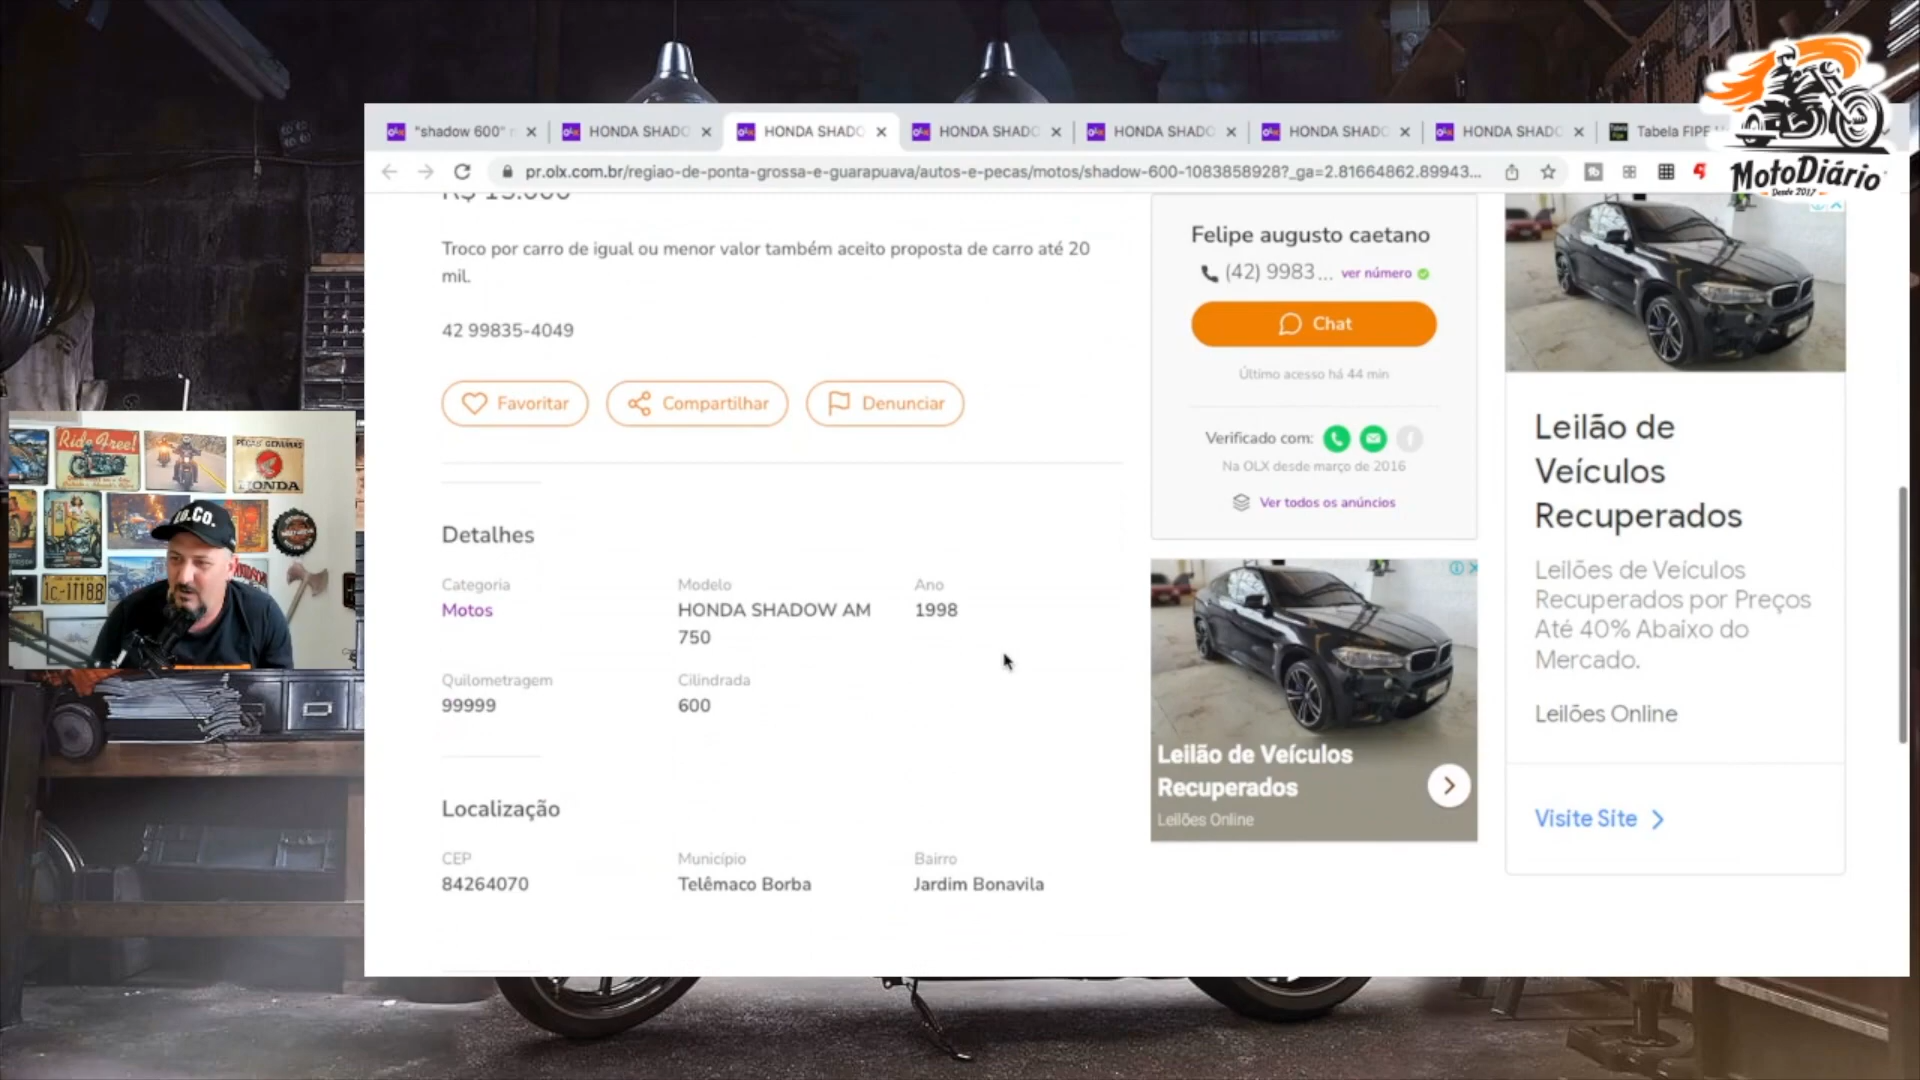 "shadow 600"
HONDA SHADO
HONDA SHADO
HONDA SHADO
HONDA SHADO
HONDA SHADO
HONDA SHADO
Tabela FIPE
MotoDiário
Desde 2017
pr.olx.com.br/regiao-de-ponta-grossa-e-guarapuava/autos-e-pecas/motos/shadow-600-1083858928?_ga=2.81664862.89943...
Troco por carro de igual ou menor valor também aceito proposta de carro até 20
mil.
42 99835-4049
Favoritar
Compartilhar
Denunciar
Detalhes
Categoria
Motos
Modelo
HONDA SHADOW AM
750
Ano
1998
Quilometragem
99999
Cilindrada
600
Localização
CEP
84264070
Município
Telêmaco Borba
Bairro
Jardim Bonavila
Felipe augusto caetano
(42) 9983... ver número
Chat
Último acesso há 44 min
Verificado com:
Na OLX desde março de 2016
Ver todos os anúncios
Leilão de Veículos
Recuperados
Leilões Online
Leilão de
Veículos
Recuperados
Leilões de Veículos
Recuperados por Preços
Até 40% Abaixo do
Mercado.
Leilões Online
Visite Site
Ride Free!
PEÇAS GENUÍNAS
HONDA
1c-11188